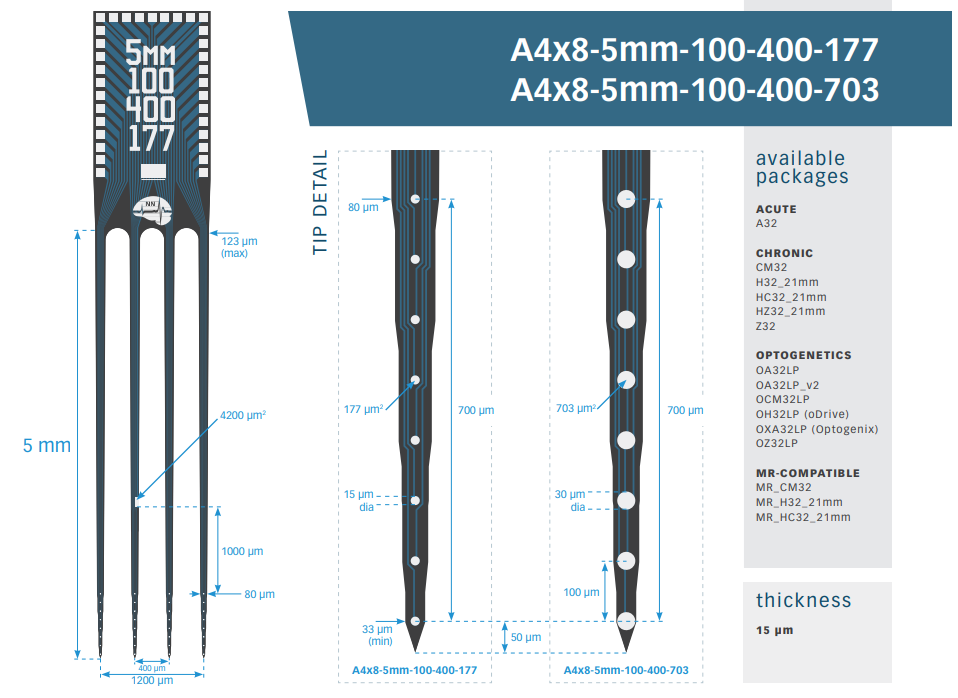 A4x8-5mm-100-400-177
A4x8-5mm-100-400-703
5MM
100
400
177
NN
123 µm
(max)
5 mm
4200 µm²
1000 µm
80 µm
400 µm
1200 µm
TIP DETAIL
80 µm
177 µm²
700 µm
15 µm
dia
33 µm
(min)
50 µm
A4x8-5mm-100-400-177
703 µm²
700 µm
30 µm
dia
100 µm
A4x8-5mm-100-400-703
available
packages
ACUTE
A32
CHRONIC
CM32
H32_21mm
HC32_21mm
HZ32_21mm
Z32
OPTOGENETICS
OA32LP
OA32LP_v2
OCM32LP
OH32LP (oDrive)
OXA32LP (Optogenix)
OZ32LP
MR-COMPATIBLE
MR_CM32
MR_H32_21mm
MR_HC32_21mm
thickness
15 µm